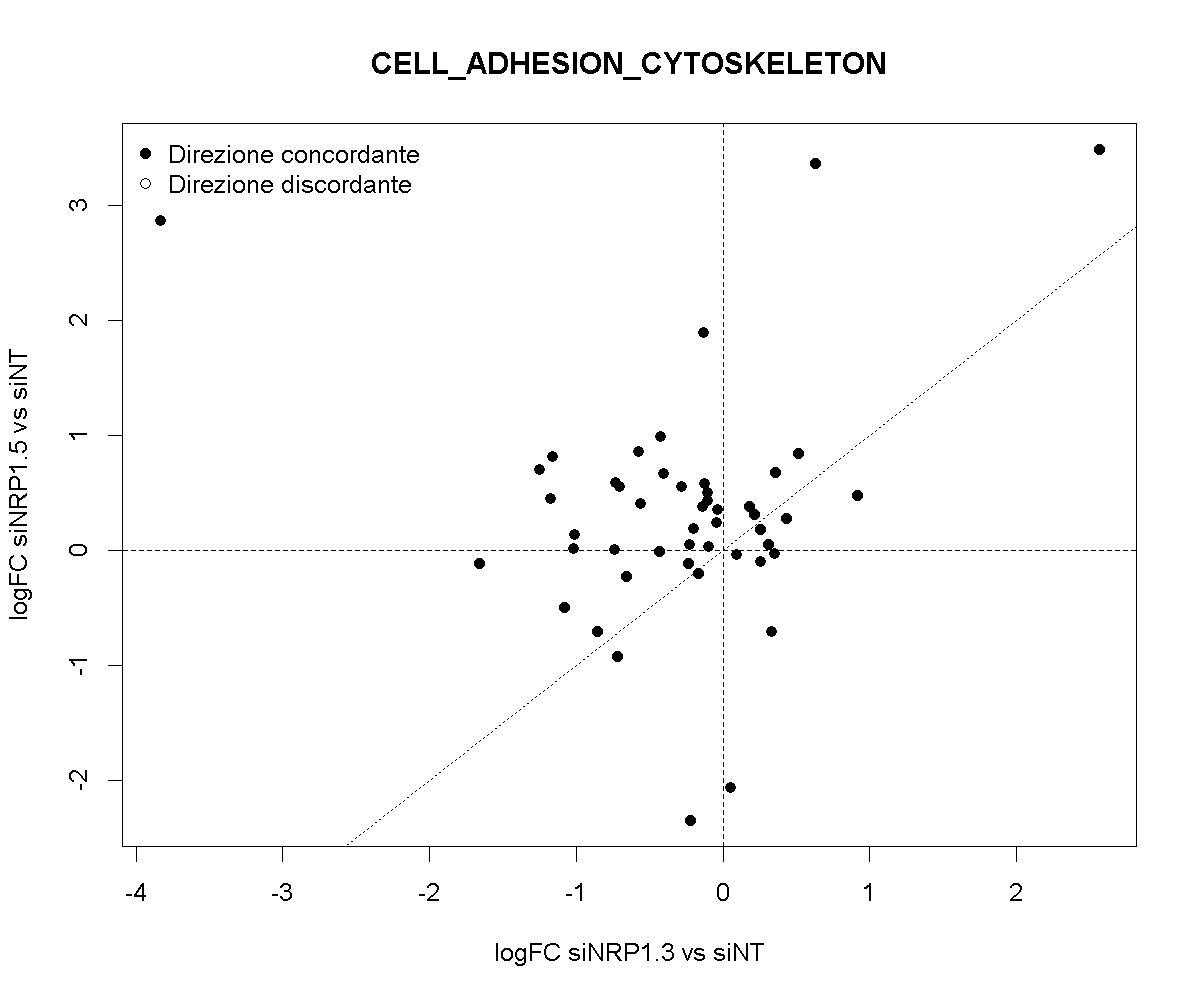 CELL_ADHESION_CYTOSKELETON
Direzione concordante
Direzione discordante
3
2
1
0
-1
-2
logFC siNRP1.5 vs siNT
-4 -3 -2 -1 0 1 2
logFC siNRP1.3 vs siNT